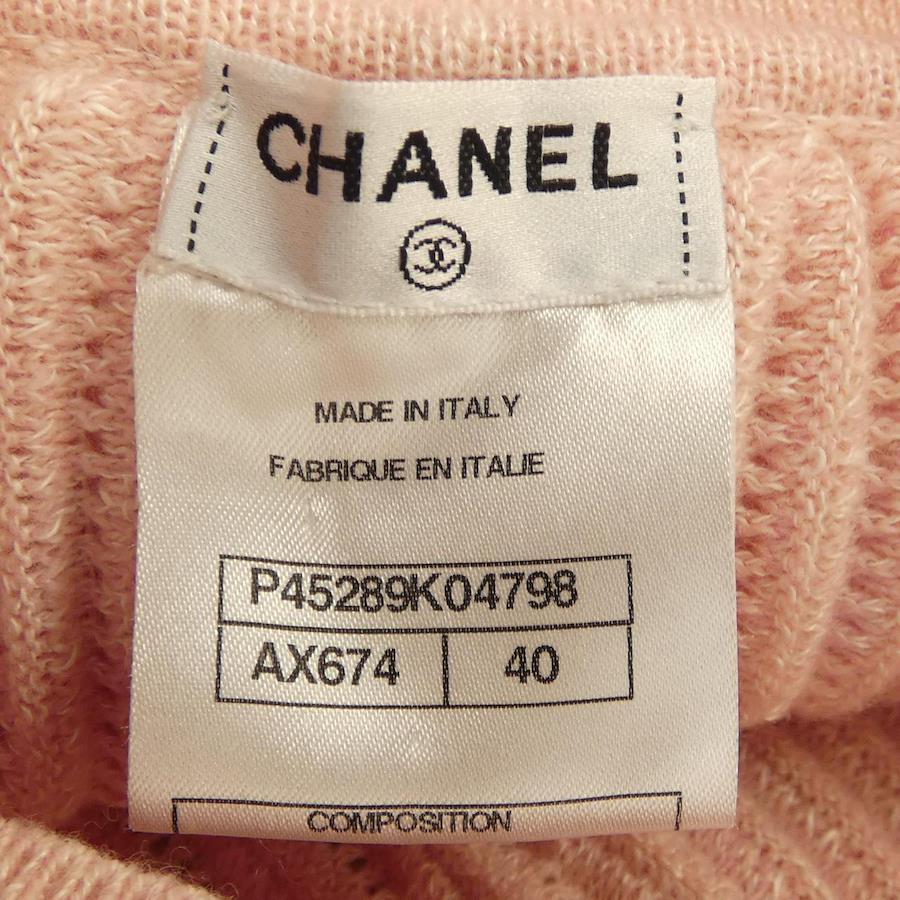 CHANEL
MADE IN ITALY
FABRIQUE EN ITALIE
P45289K04798
AX674 40
COMPOSITION